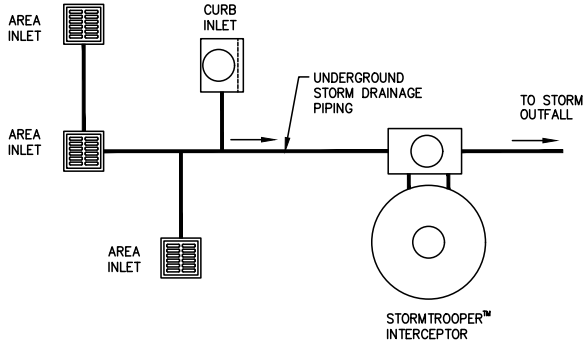 AREA
INLET
CURB
INLET
UNDERGROUND
STORM DRAINAGE
PIPING
TO STORM
OUTFALL
AREA
INLET
AREA
INLET
STORMTROOPER™
INTERCEPTOR